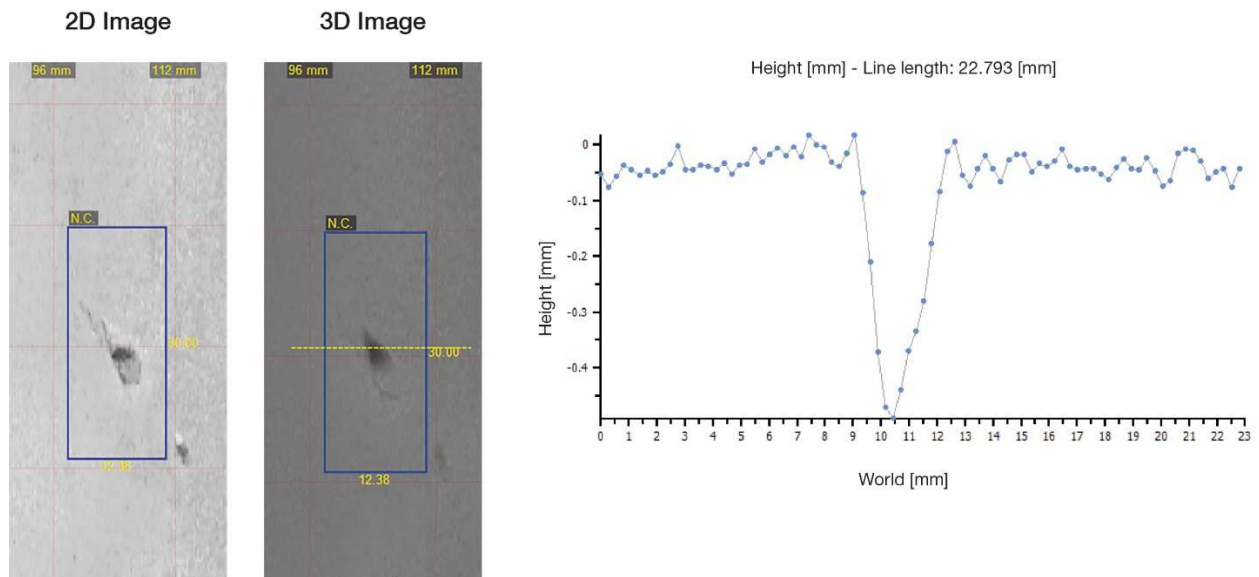 2D Image
96 mm
112 mm
N.C.
30.00
12.38
3D Image
96 mm
112 mm
N.C.
30.00
12.38
Height [mm] - Line length: 22.793 [mm]
Height [mm]
0
-0.1
-0.2
-0.3
-0.4
0 1 2 3 4 5 6 7 8 9 10 11 12 13 14 15 16 17 18 19 20 21 22 23
World [mm]